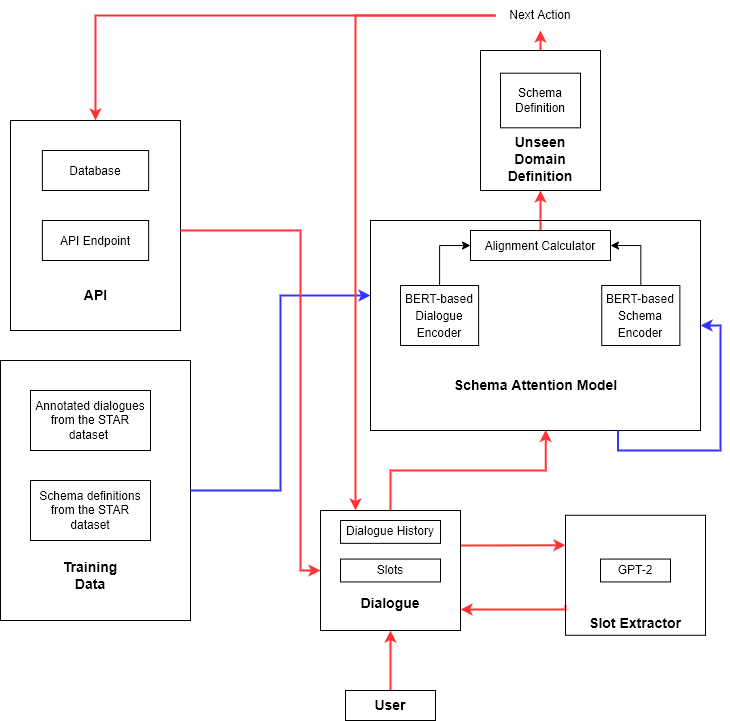 Next Action
Schema
Definition
Unseen
Domain
Definition
Database
API Endpoint
API
Alignment Calculator
BERT-based
Dialogue
Encoder
BERT-based
Schema
Encoder
Schema Attention Model
Annotated dialogues
from the STAR
dataset
Schema definitions
from the STAR
dataset
Training
Data
Dialogue History
Slots
Dialogue
GPT-2
Slot Extractor
User